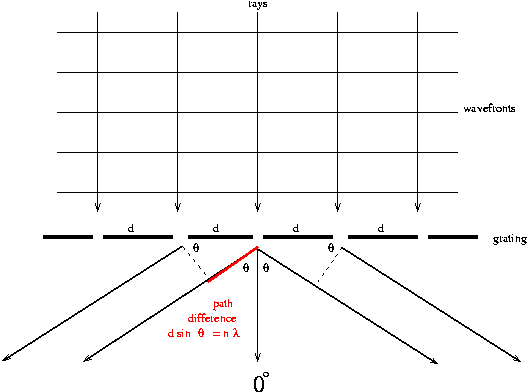 rays
wavefronts
d d d d
grating
θ θ
θ θ
path
difference
d sin θ = n λ
0°